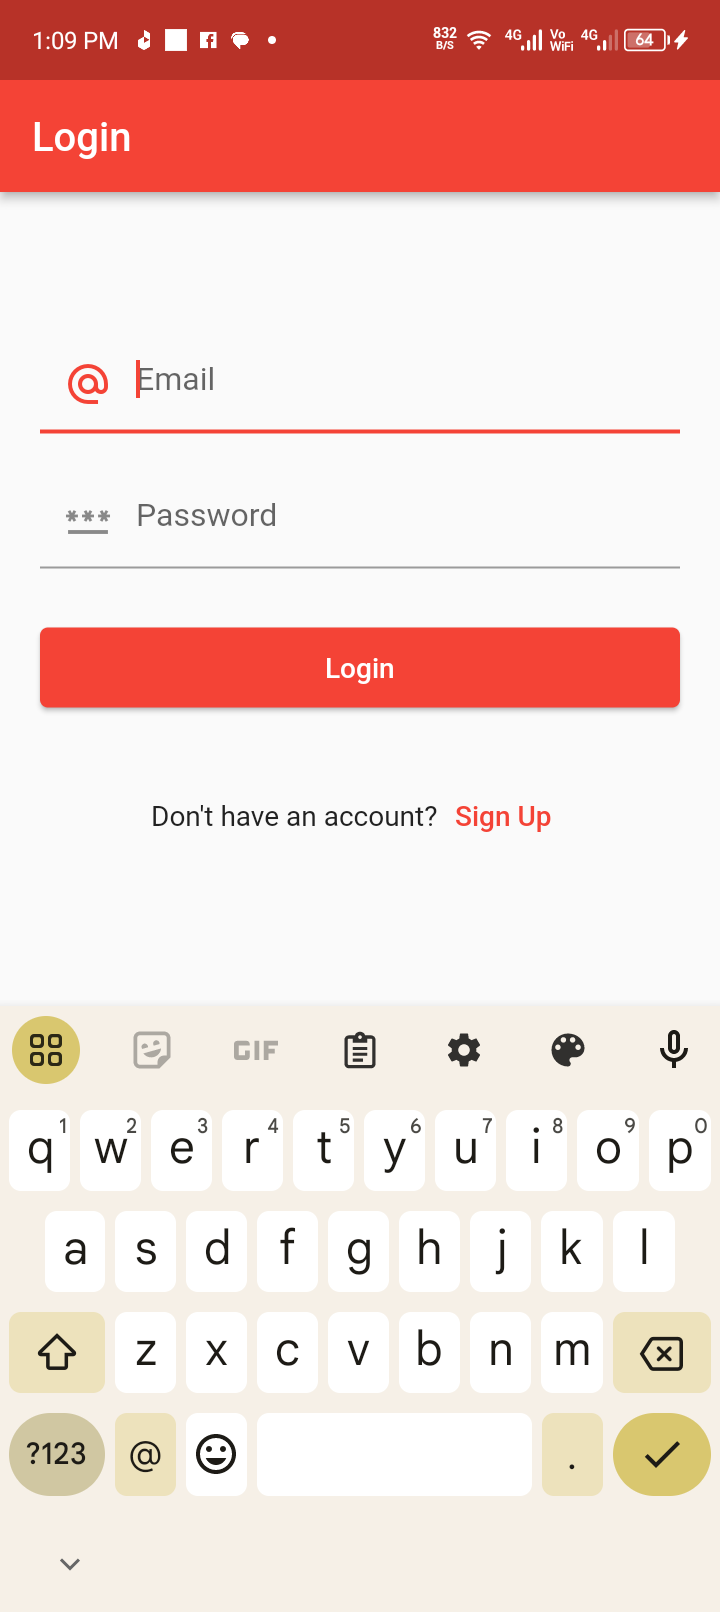 1:09 PM 832 B/S 4G Vo WiFi 4G 64
Login
Email
*** Password
Login
Don't have an account? Sign Up
GIF
q1 w2 e3 r4 t5 y6 u7 i8 o9 p0
a s d f g h j k l
z x c v b n m
?123 @ .